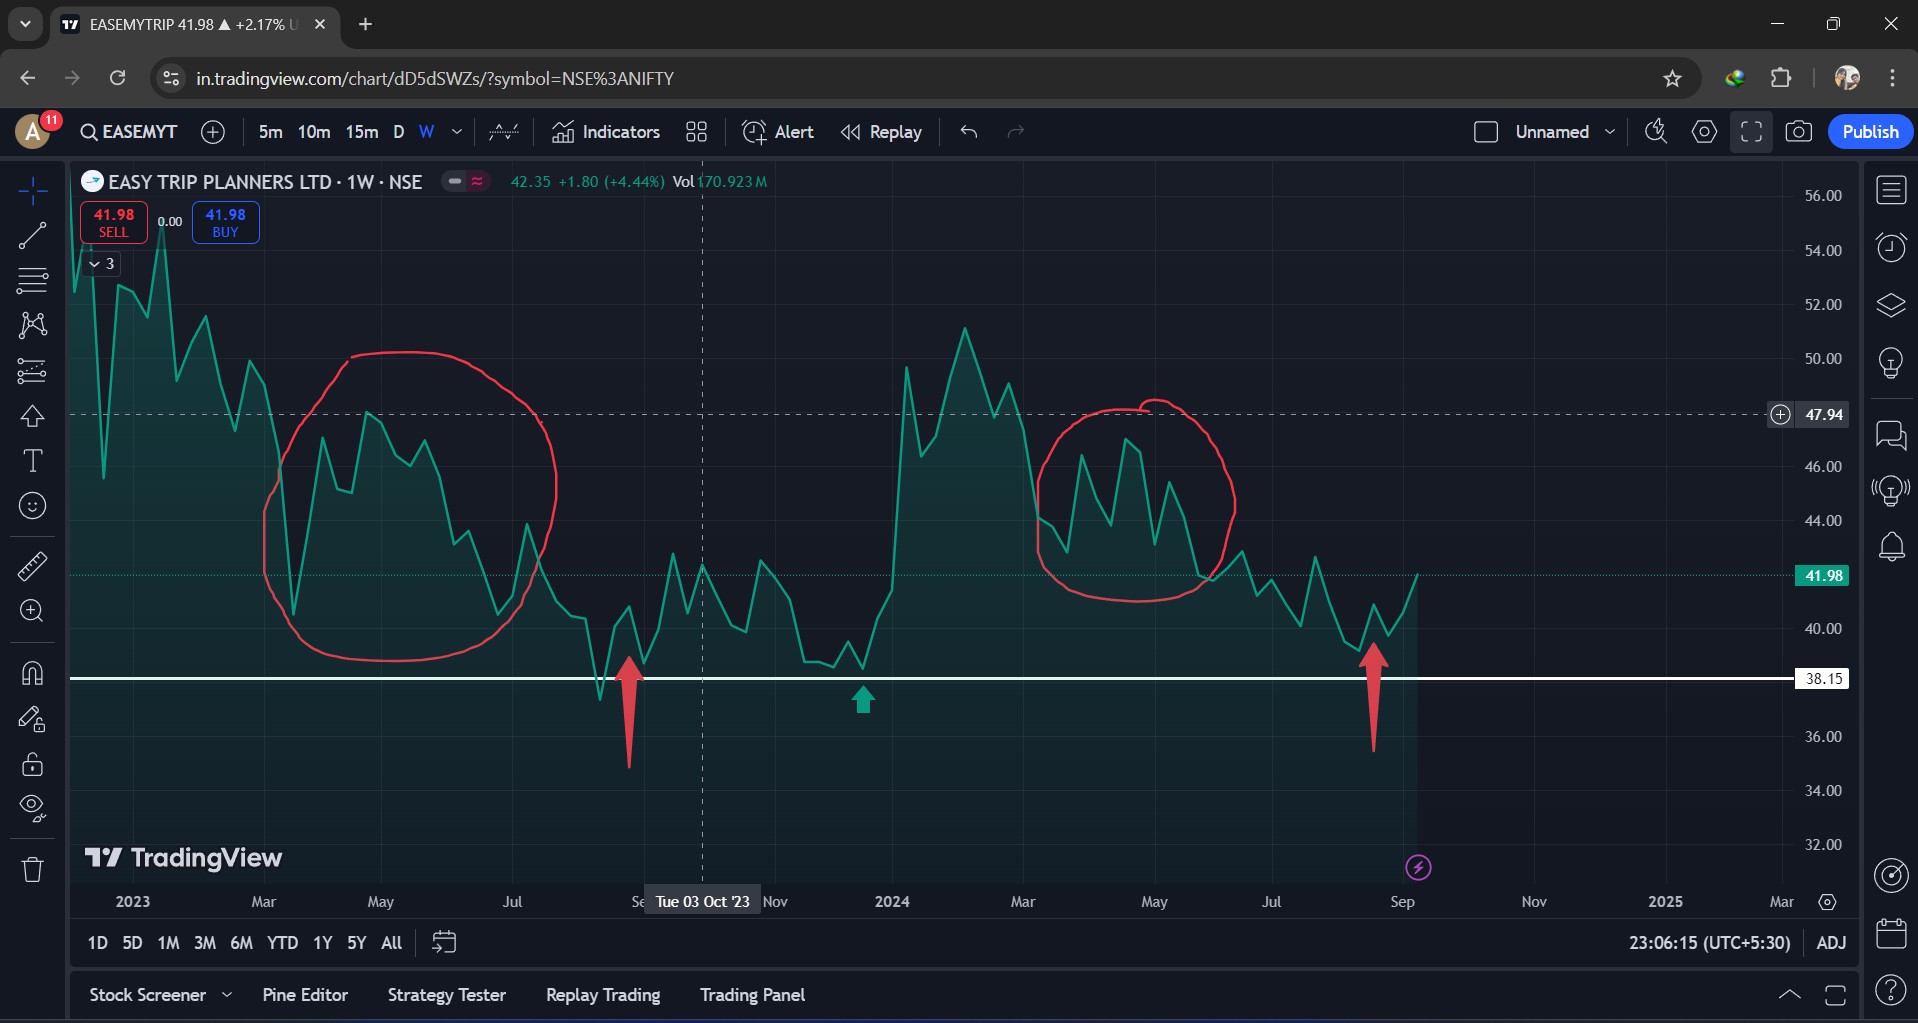 EASEMYTRIP 41.98 ▲ +2.17% U
in.tradingview.com/chart/dD5dSWZs/?symbol=NSE%3ANIFTY
A 11 EASEMYT 5m 10m 15m D W Indicators Alert Replay Unnamed Publish
EASY TRIP PLANNERS LTD · 1W · NSE 42.35 +1.80 (+4.44%) Vol 170.923 M
41.98 0.00 41.98
SELL BUY
3
56.00
54.00
52.00
50.00
47.94
46.00
44.00
41.98
40.00
38.15
36.00
34.00
32.00
TradingView
2023 Mar May Jul Se Tue 03 Oct '23 Nov 2024 Mar May Jul Sep Nov 2025 Mar
1D 5D 1M 3M 6M YTD 1Y 5Y All 23:06:15 (UTC+5:30) ADJ
Stock Screener Pine Editor Strategy Tester Replay Trading Trading Panel